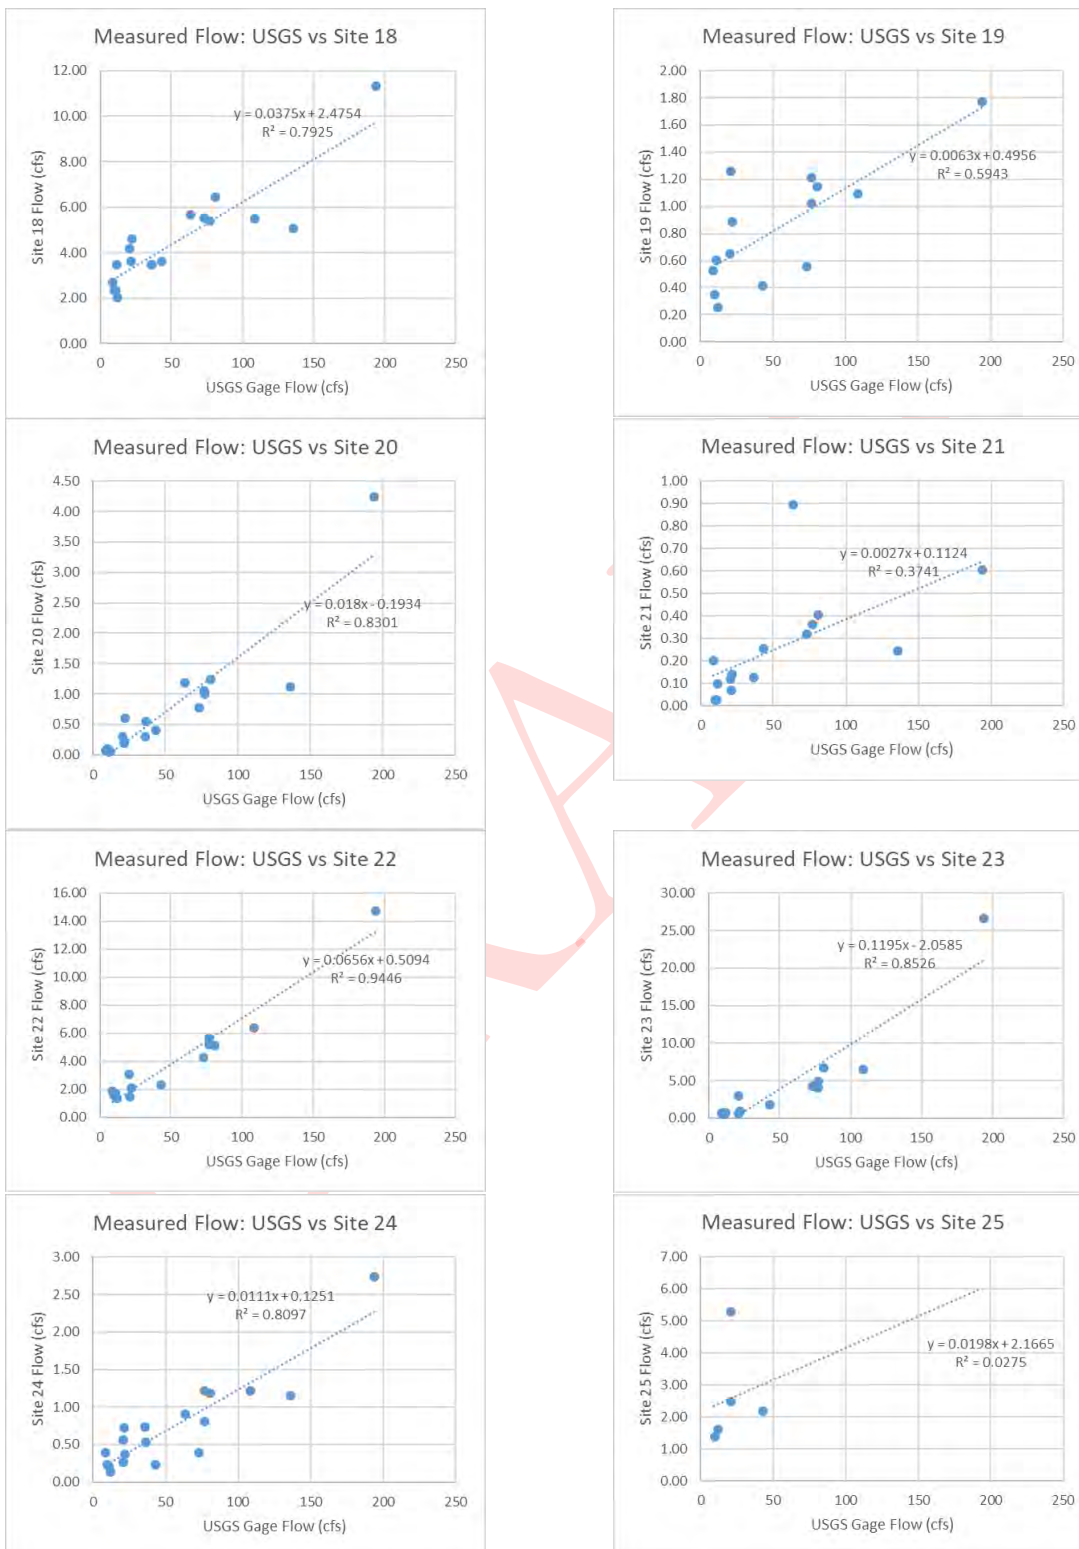 Measured Flow: USGS vs Site 18
12.00
10.00
8.00
6.00
4.00
2.00
0.00
Site 18 Flow (cfs)
y = 0.0375x + 2.4754
R² = 0.7925
0 50 100 150 200 250
USGS Gage Flow (cfs)
Measured Flow: USGS vs Site 19
2.00
1.80
1.60
1.40
1.20
1.00
0.80
0.60
0.40
0.20
0.00
Site 19 Flow (cfs)
y = 0.0063x + 0.4956
R² = 0.5943
0 50 100 150 200 250
USGS Gage Flow (cfs)
Measured Flow: USGS vs Site 20
4.50
4.00
3.50
3.00
2.50
2.00
1.50
1.00
0.50
0.00
Site 20 Flow (cfs)
y = 0.018x - 0.1934
R² = 0.8301
0 50 100 150 200 250
USGS Gage Flow (cfs)
Measured Flow: USGS vs Site 21
1.00
0.90
0.80
0.70
0.60
0.50
0.40
0.30
0.20
0.10
0.00
Site 21 Flow (cfs)
y = 0.0027x + 0.1124
R² = 0.3741
0 50 100 150 200 250
USGS Gage Flow (cfs)
Measured Flow: USGS vs Site 22
16.00
14.00
12.00
10.00
8.00
6.00
4.00
2.00
0.00
Site 22 Flow (cfs)
y = 0.0656x + 0.5094
R² = 0.9446
0 50 100 150 200 250
USGS Gage Flow (cfs)
Measured Flow: USGS vs Site 23
30.00
25.00
20.00
15.00
10.00
5.00
0.00
Site 23 Flow (cfs)
y = 0.1195x - 2.0585
R² = 0.8526
0 50 100 150 200 250
USGS Gage Flow (cfs)
Measured Flow: USGS vs Site 24
3.00
2.50
2.00
1.50
1.00
0.50
0.00
Site 24 Flow (cfs)
y = 0.0111x + 0.1251
R² = 0.8097
0 50 100 150 200 250
USGS Gage Flow (cfs)
Measured Flow: USGS vs Site 25
7.00
6.00
5.00
4.00
3.00
2.00
1.00
0.00
Site 25 Flow (cfs)
y = 0.0198x + 2.1665
R² = 0.0275
0 50 100 150 200 250
USGS Gage Flow (cfs)